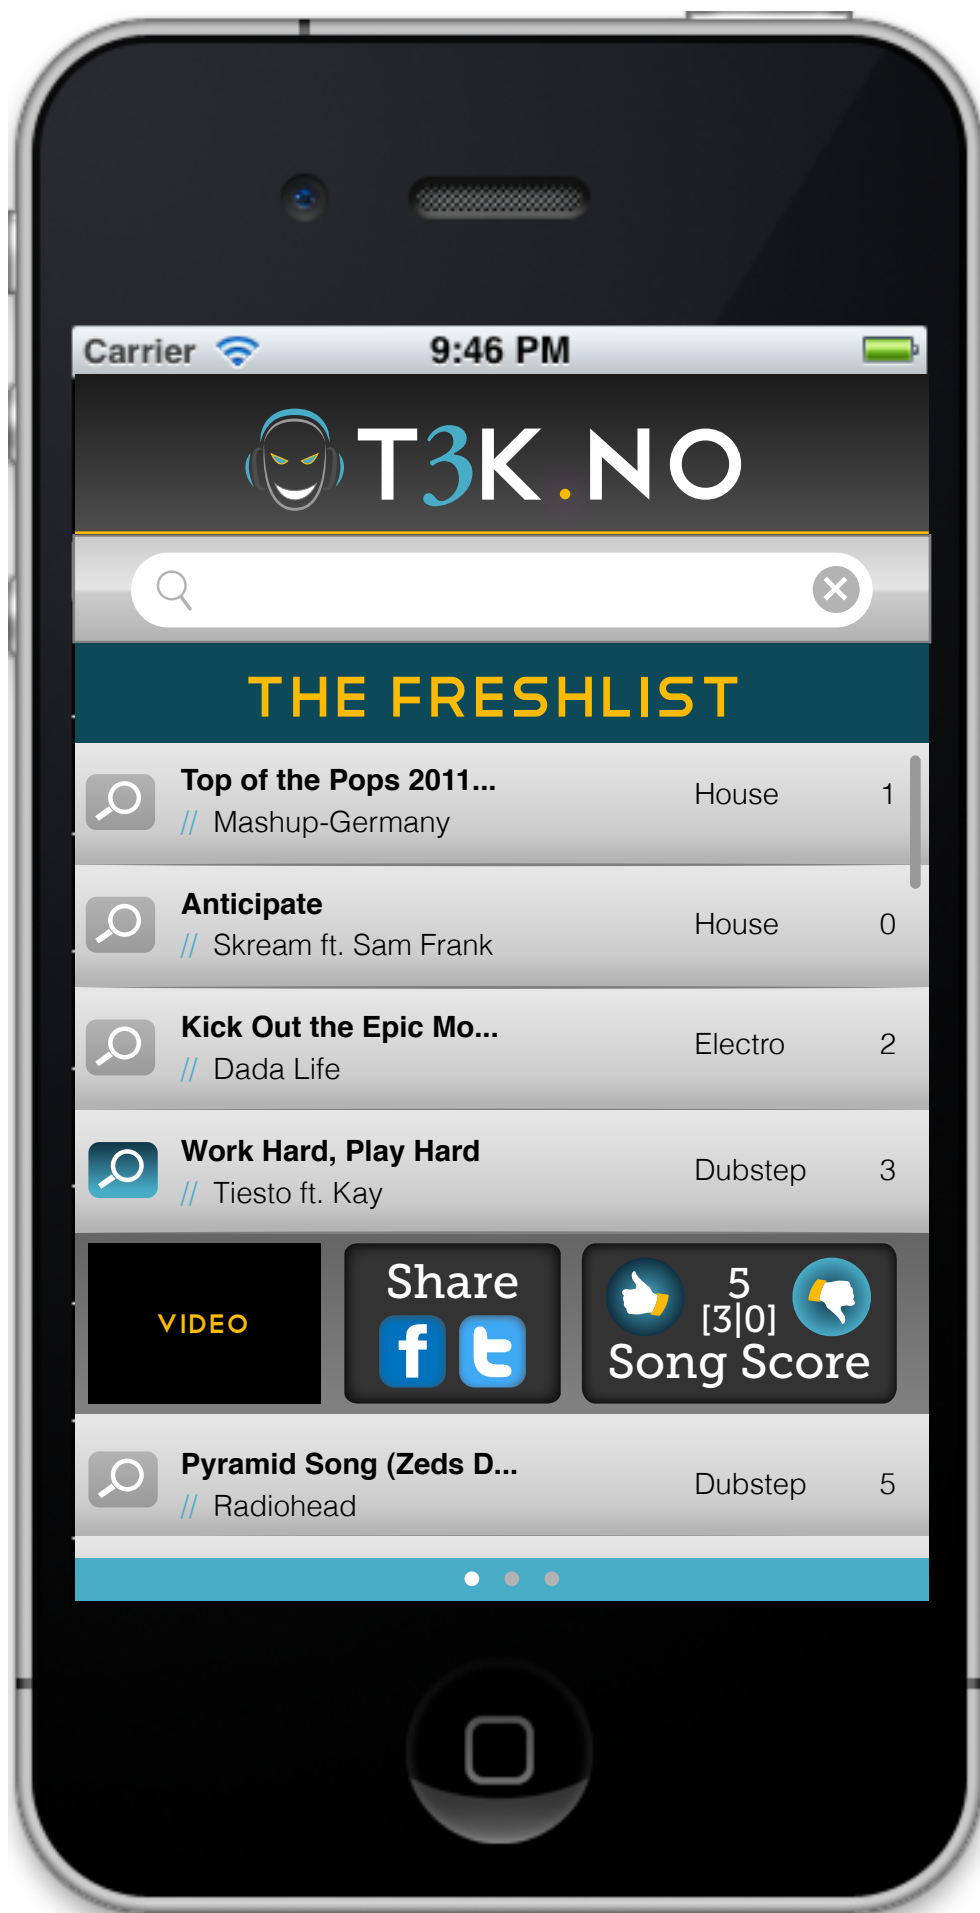 Carrier 9:46 PM
T3K.NO
THE FRESHLIST
Top of the Pops 2011... House 1
// Mashup-Germany
Anticipate House 0
// Skream ft. Sam Frank
Kick Out the Epic Mo... Electro 2
// Dada Life
Work Hard, Play Hard Dubstep 3
// Tiesto ft. Kay
VIDEO
Share
f t
5
[3|0]
Song Score
Pyramid Song (Zeds D... Dubstep 5
// Radiohead